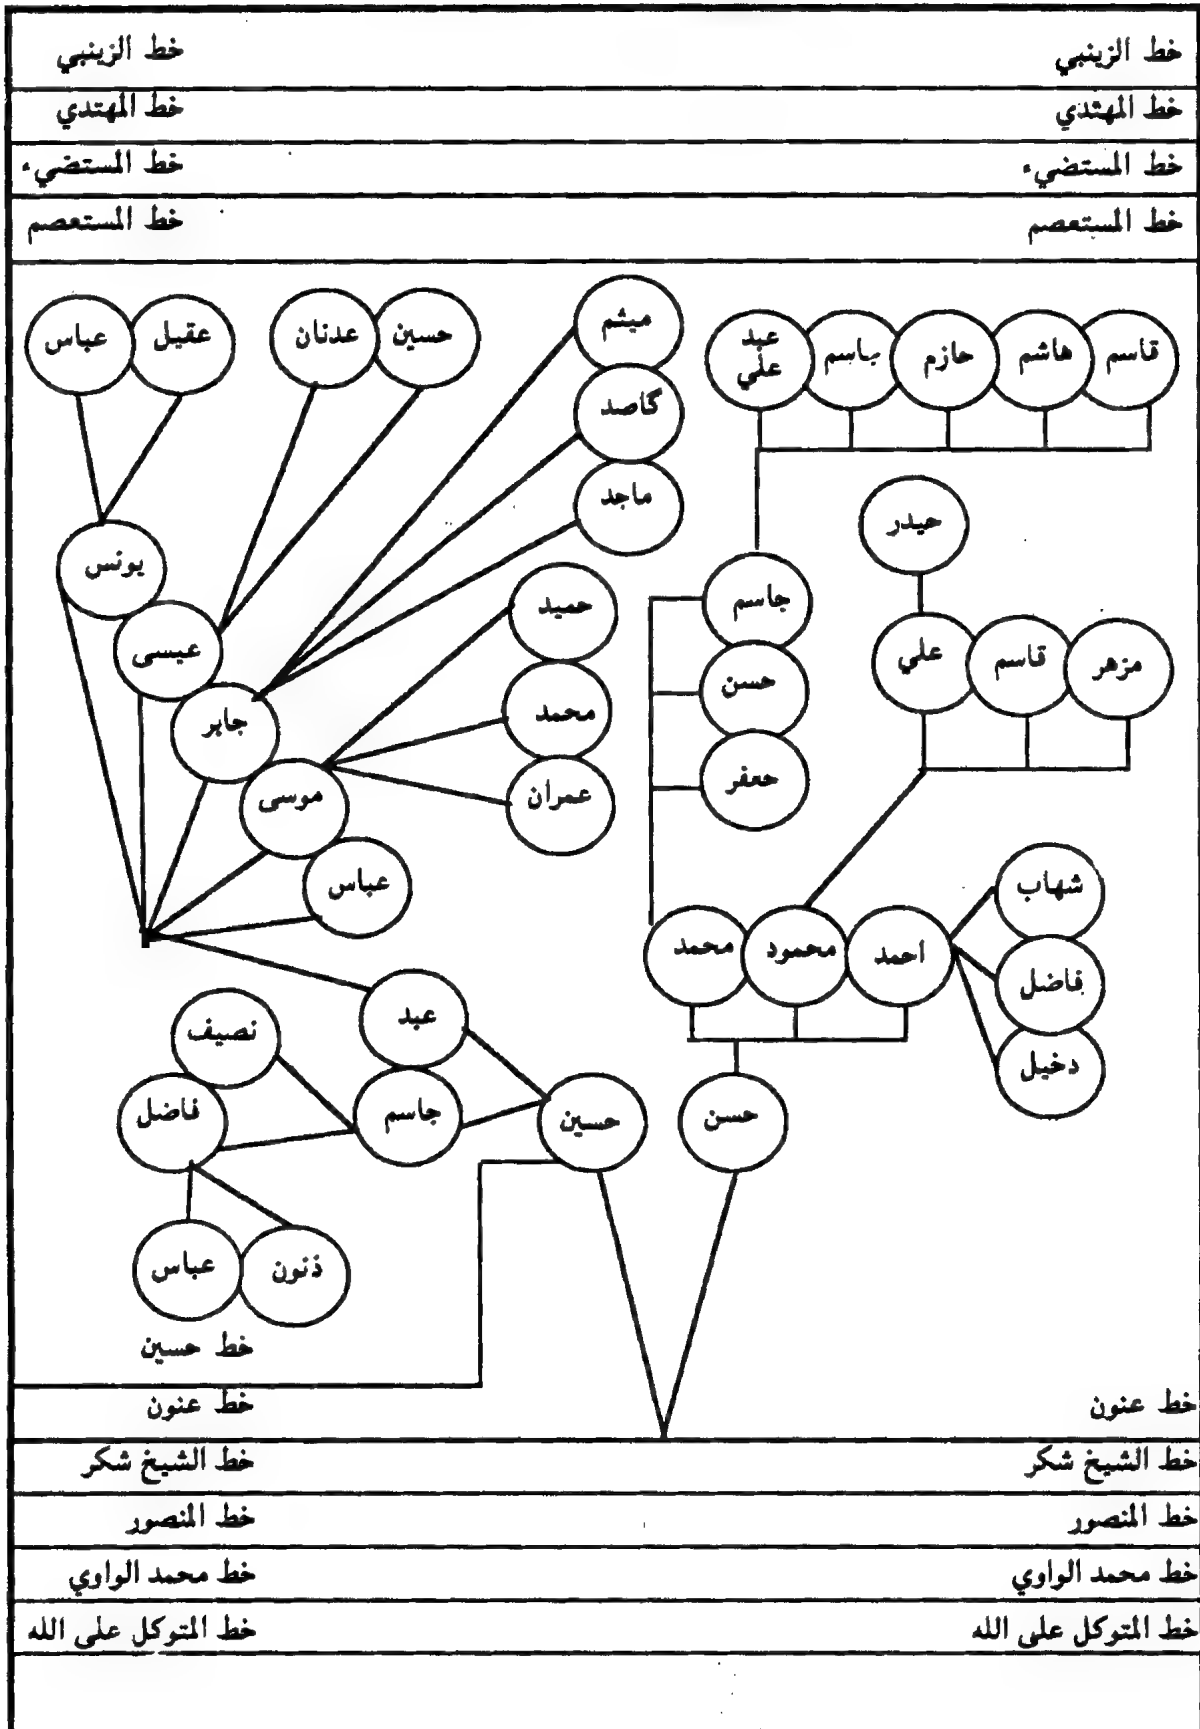 خط الزينبي خط الزينبي
خط المهتدي خط المهتدي
خط المستضيء خط المستضيء
خط المستعصم خط المستعصم
قاسم
هاشم
حازم
باسم
عبد علي
ميثم
كاصد
ماجد
حسين
عدنان
عقيل
عباس
حيدر
مزهر
قاسم
علي
جاسم
حسن
حعفر
حميد
محمد
عمران
يونس
عيسى
جابر
موسى
عباس
شهاب
فاضل
دخيل
احمد
محمود
محمد
عبد
جاسم
نصيف
فاضل
حسن
حسين
ذنون
عباس
خط حسين
خط عنون خط عنون
خط الشيخ شكر خط الشيخ شكر
خط المنصور خط المنصور
خط محمد الواوي خط محمد الواوي
خط المتوكل على الله خط المتوكل على الله